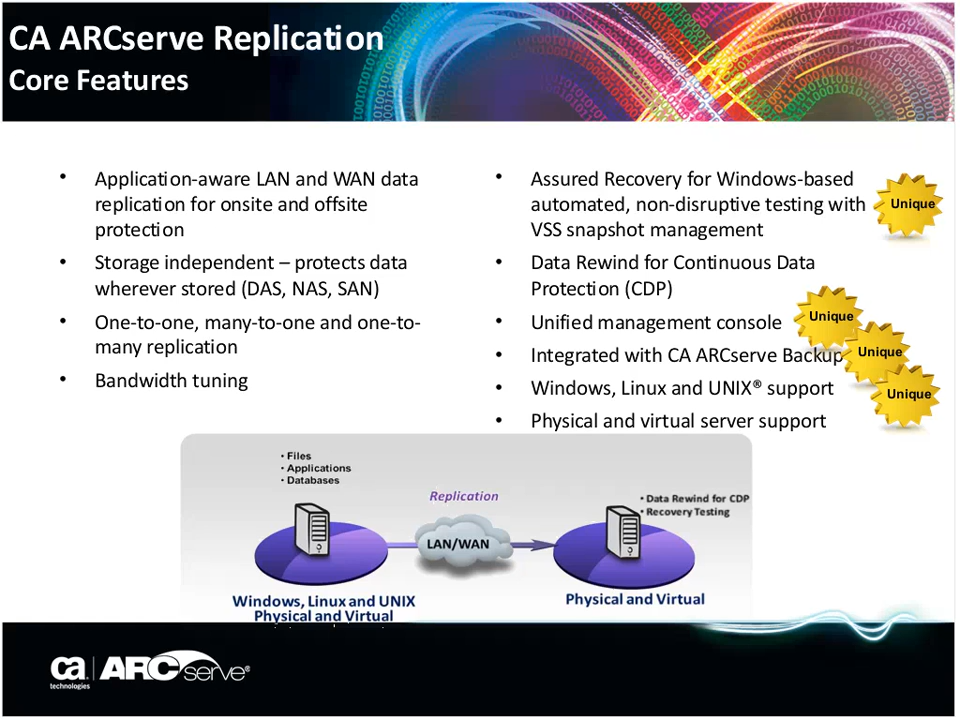 CA ARCserve Replication
Core Features
• Application-aware LAN and WAN data
replication for onsite and offsite
protection
• Storage independent – protects data
wherever stored (DAS, NAS, SAN)
• One-to-one, many-to-one and one-to-
many replication
• Bandwidth tuning
• Assured Recovery for Windows-based
automated, non-disruptive testing with
VSS snapshot management
Unique
• Data Rewind for Continuous Data
Protection (CDP)
• Unified management console
Unique
• Integrated with CA ARCserve Backup
Unique
• Windows, Linux and UNIX® support
Unique
• Physical and virtual server support
• Files
• Applications
• Databases
Replication
LAN/WAN
• Data Rewind for CDP
• Recovery Testing
Windows, Linux and UNIX
Physical and Virtual
Physical and Virtual
ca
technologies
ARCserve®